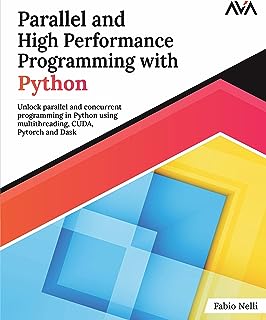 AVA
Parallel and
High Performance
Programming with
Python
Unlock parallel and concurrent
programming in Python using
multithreading, CUDA,
Pytorch and Dask
Fabio Nelli